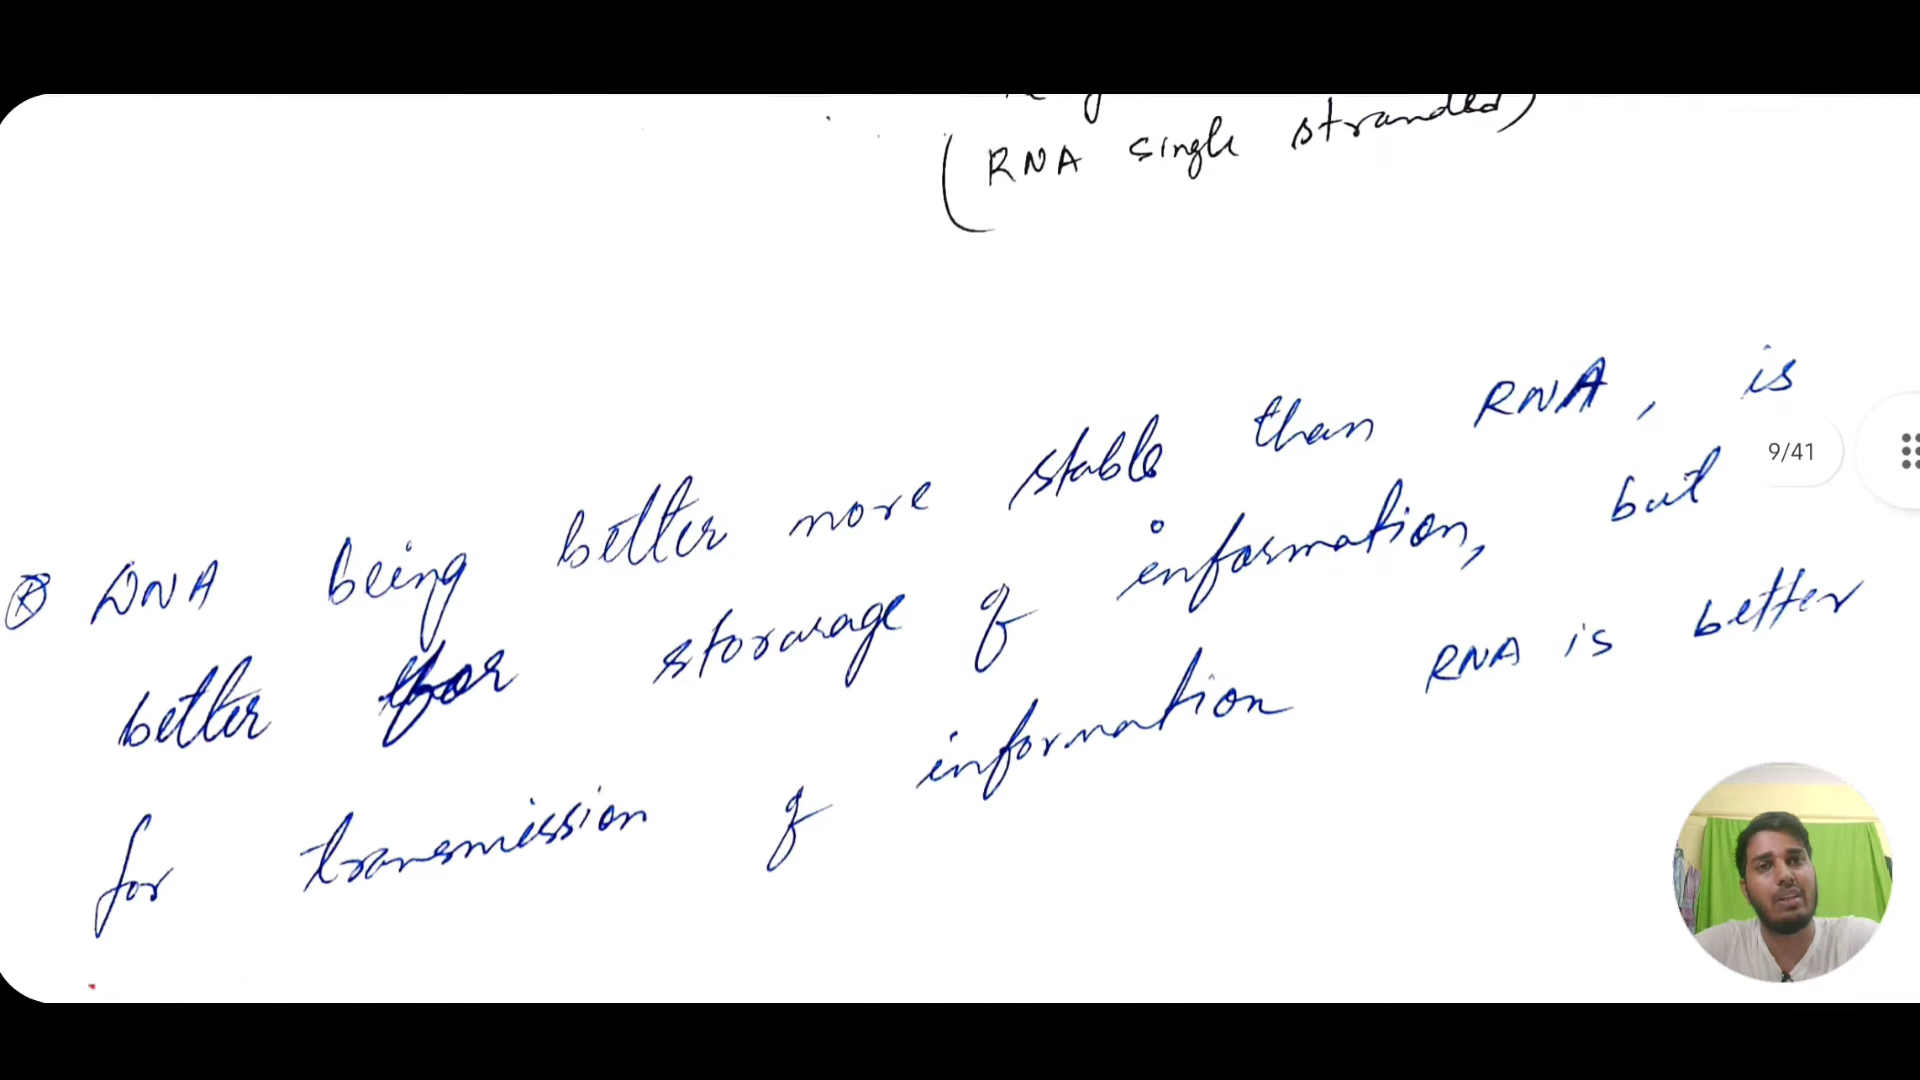 (RNA single stranded)
⊛ DNA being better more stable than RNA, is
9/41
better for storarage of information, but
for transmission of information RNA is better